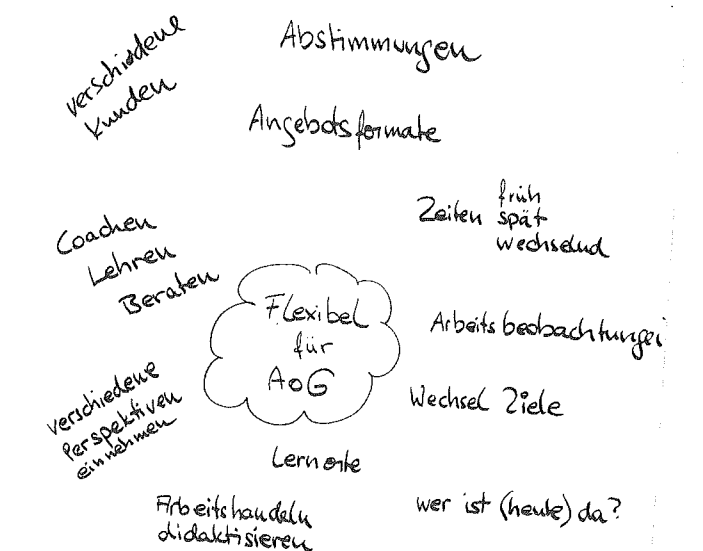 verschiedene
Kunden
Abstimmungen
Angebotsformate
Zeiten früh
spät
wechselnd
Coachen
Lehren
Beraten
Flexibel
für
AoG
Arbeitsbeobachtungen
Wechsel Ziele
verschiedene
Perspektiven
einnehmen
Lernorte
Arbeitshandeln
didaktisieren
wer ist (heute) da?